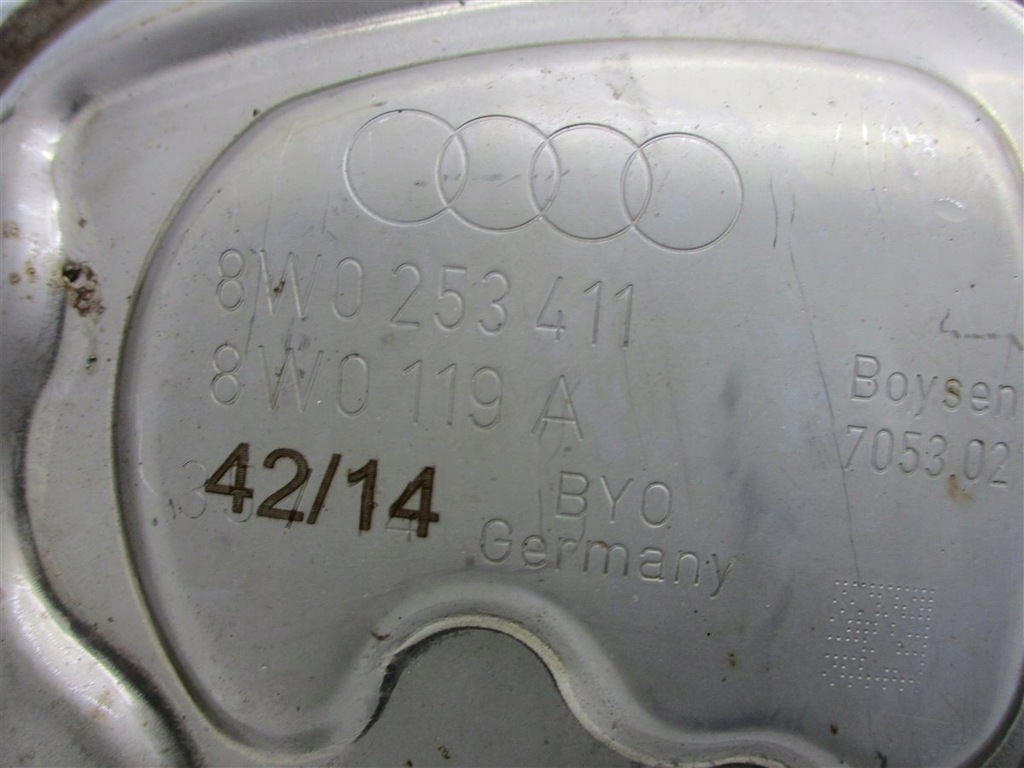 8W0 253 411
8W0 119 A
42/14
BYO
Germany
Boysen
7053.02